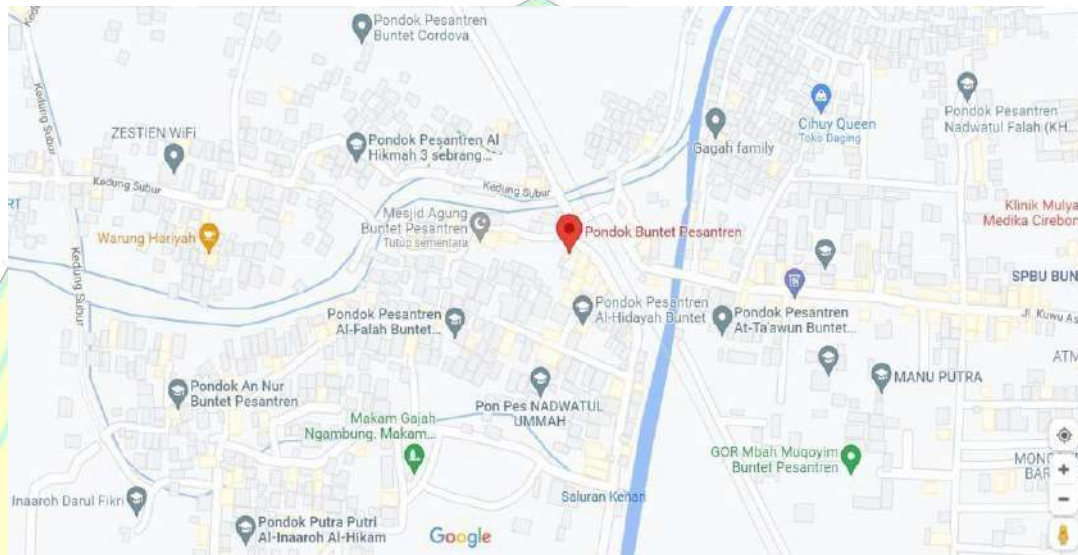 Pondok Pesantren
Buntet Cordova
Kedung Subur
ZESTIEN WiFi
Pondok Pesantren Al
Hikmah 3 sebrang...
Gagah family
Cihuy Queen
Toko Daging
Pondok Pesantren
Nadwatul Falah (KH...
Kedung Subur
Kedung Subur
Mesjid Agung
Buntet Pesantren
Tutup sementara
Warung Hariyah
Pondok Buntet Pesantren
Klinik Mulya
Medika Cirebon
RT
Kedung Subur
SPBU BUN
Pondok Pesantren
Al-Hidayah Buntet
Pondok Pesantren
Al-Falah Buntet...
Pondok Pesantren
At-Ta'awun Buntet...
Jl. Kuwu As
ATM
Pondok An Nur
Buntet Pesantren
Pon Pes NADWATUL
UMMAH
MANU PUTRA
Makam Gajah
Ngambung. Makam...
GOR Mbah Muqoyim
Buntet Pesantren
MON
BAR
Inaaroh Darul Fikri
Saluran Kenari
Pondok Putra Putri
Al-Inaaroh Al-Hikam
Google